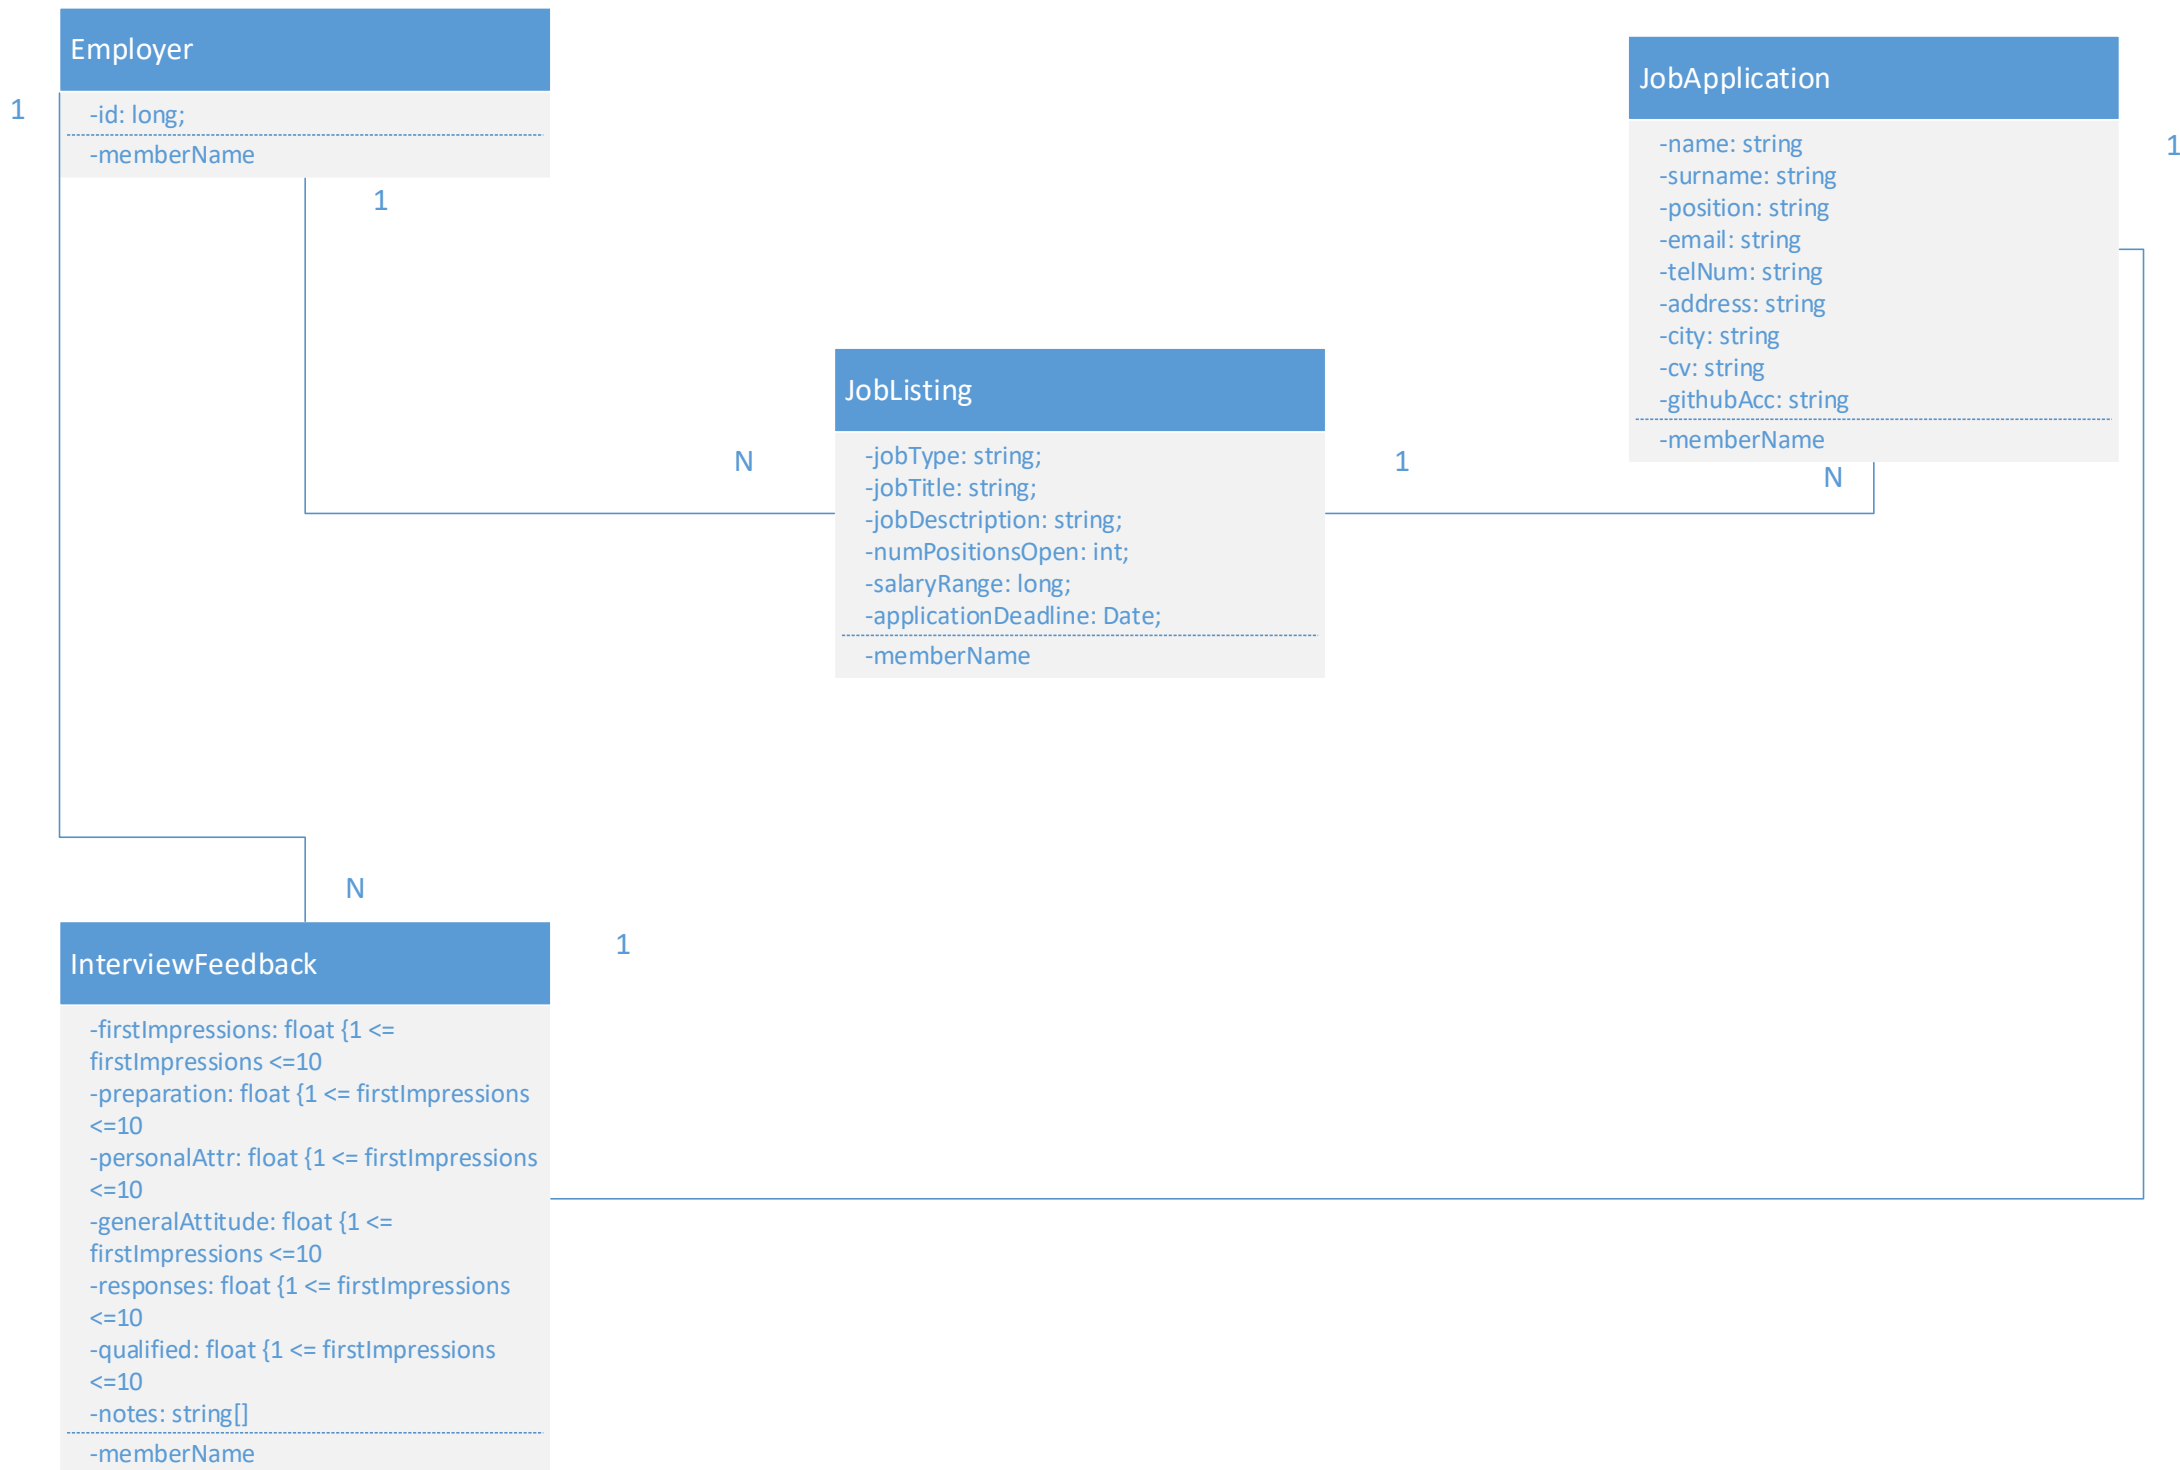 Employer
1
-id: long;
-memberName
1
JobApplication
-name: string
1
-surname: string
-position: string
-email: string
-telNum: string
-address: string
-city: string
-cv: string
-githubAcc: string
-memberName
N
JobListing
N
1
-jobType: string;
-jobTitle: string;
-jobDesctription: string;
-numPositionsOpen: int;
-salaryRange: long;
-applicationDeadline: Date;
-memberName
N
1
InterviewFeedback
-firstImpressions: float {1 <=
firstImpressions <=10
-preparation: float {1 <= firstImpressions
<=10
-personalAttr: float {1 <= firstImpressions
<=10
-generalAttitude: float {1 <=
firstImpressions <=10
-responses: float {1 <= firstImpressions
<=10
-qualified: float {1 <= firstImpressions
<=10
-notes: string[]
-memberName